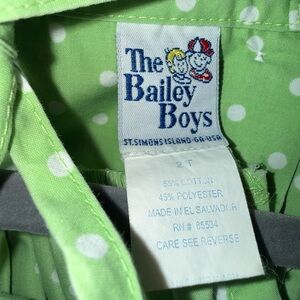 The
Bailey
Boys
ST.SIMONS ISLAND·GA·USA
2T
55% COTTON
45% POLYESTER
MADE IN EL SALVADOR
RN# 85534
CARE SEE REVERSE